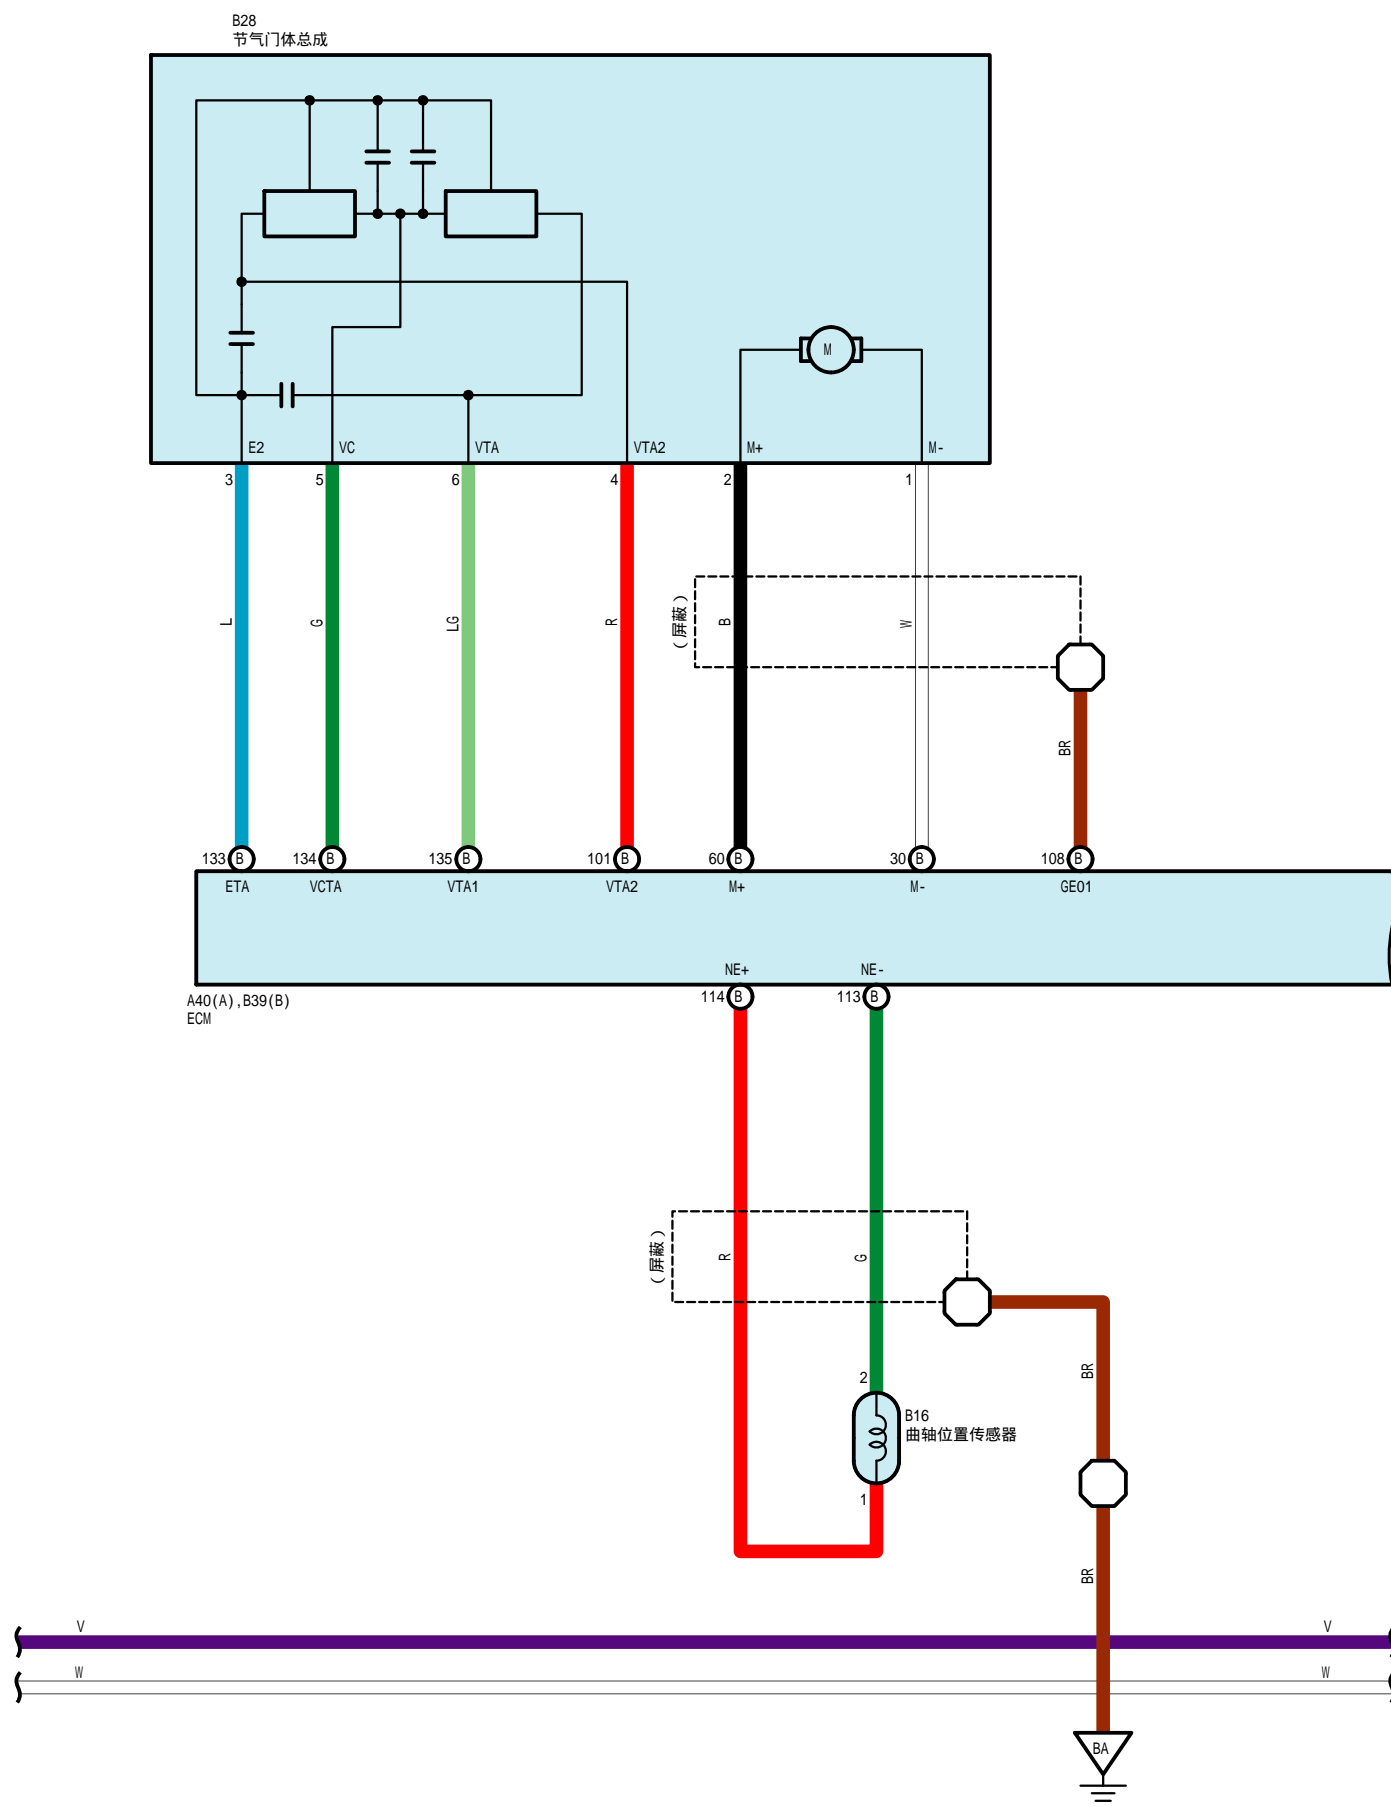 B28
节气门体总成
M
E2
VC
VTA
VTA2
M+
M-
3
5
6
4
2
1
(屏蔽)
L
G
LG
R
B
W
BR
133 B
134 B
135 B
101 B
60 B
30 B
108 B
ETA
VCTA
VTA1
VTA2
M+
M-
GE01
NE+
NE-
A40(A),B39(B)
ECM
114 B
113 B
(屏蔽)
R
G
BR
2
B16
曲轴位置传感器
1
BR
V
V
W
W
BA